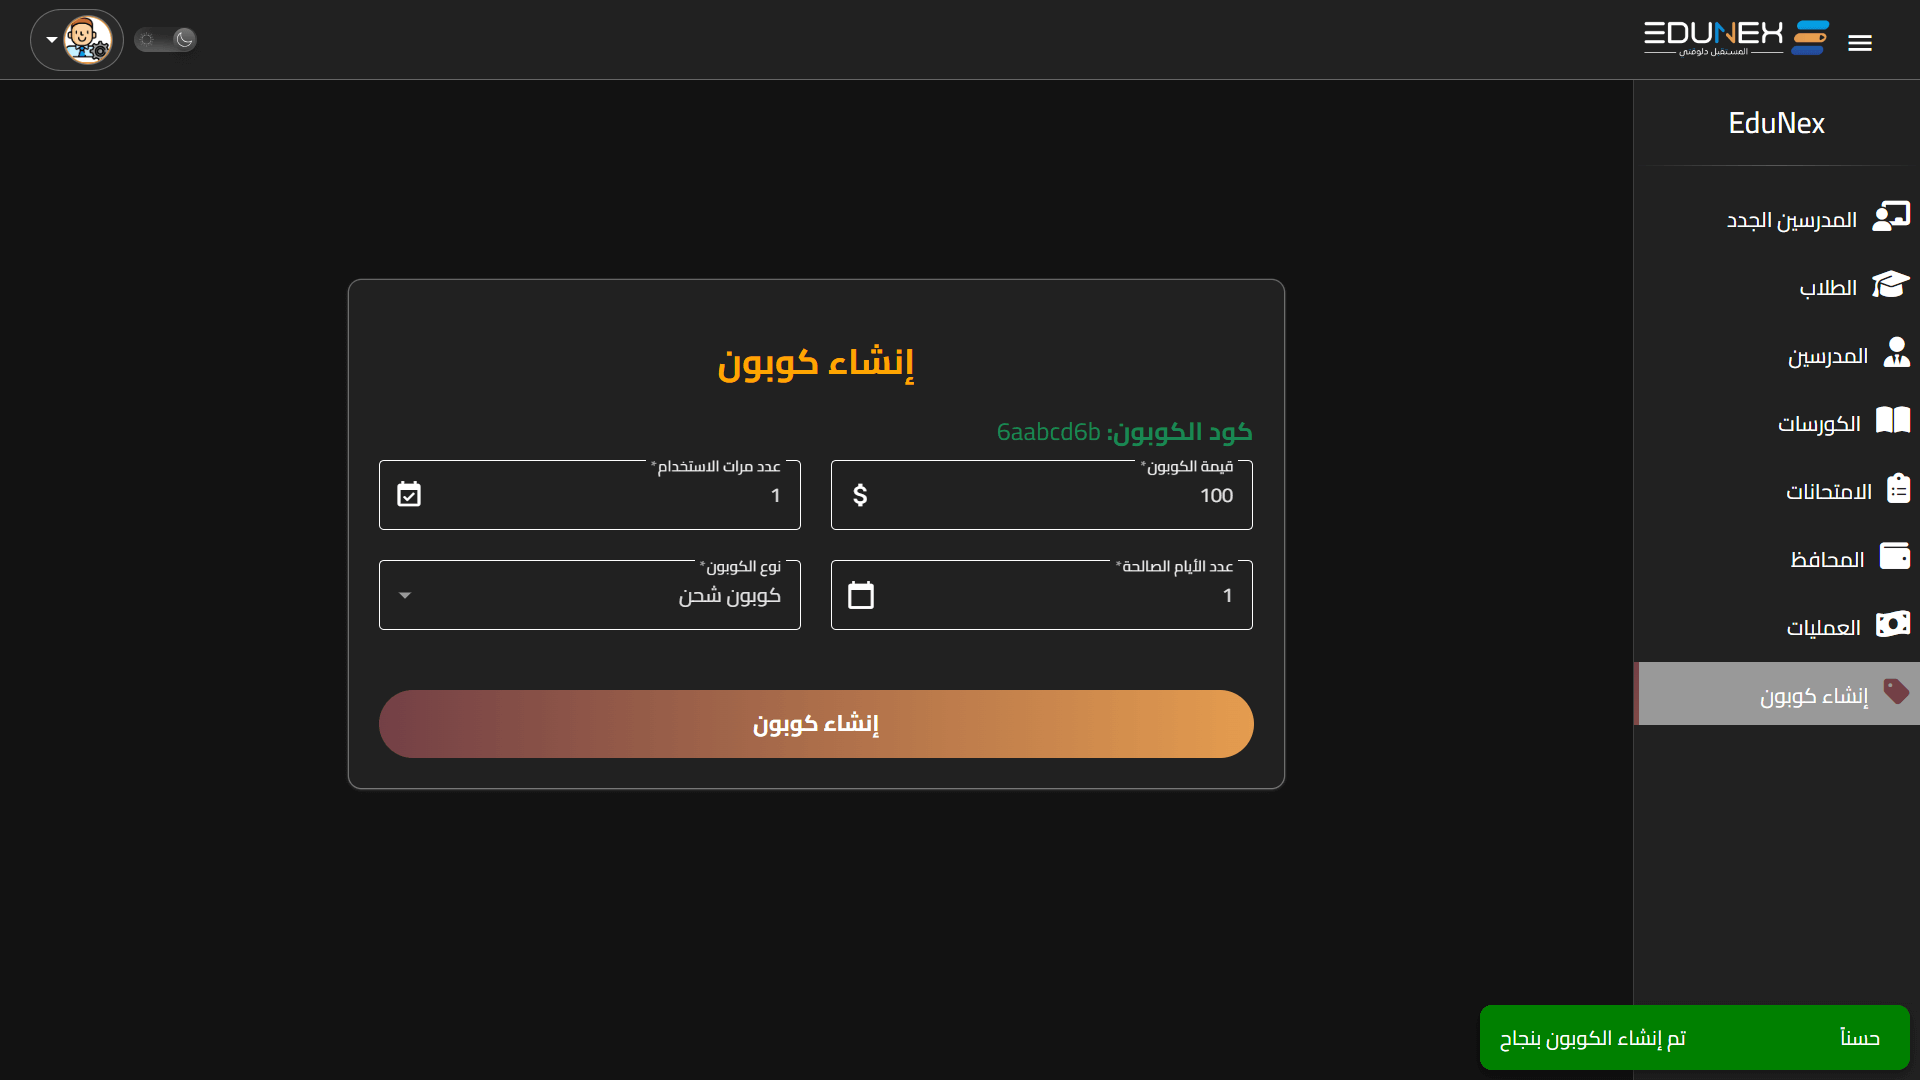 EDUNEX
المستقبل دلوقتي
EduNex
المدرسين الجدد
الطلاب
المدرسين
الكورسات
الامتحانات
المحافظ
العمليات
إنشاء كوبون
إنشاء كوبون
كود الكوبون: 6aabcd6b
قيمة الكوبون*
100
عدد مرات الاستخدام*
1
عدد الأيام الصالحة*
1
نوع الكوبون*
كوبون شحن
إنشاء كوبون
حسناً
تم إنشاء الكوبون بنجاح